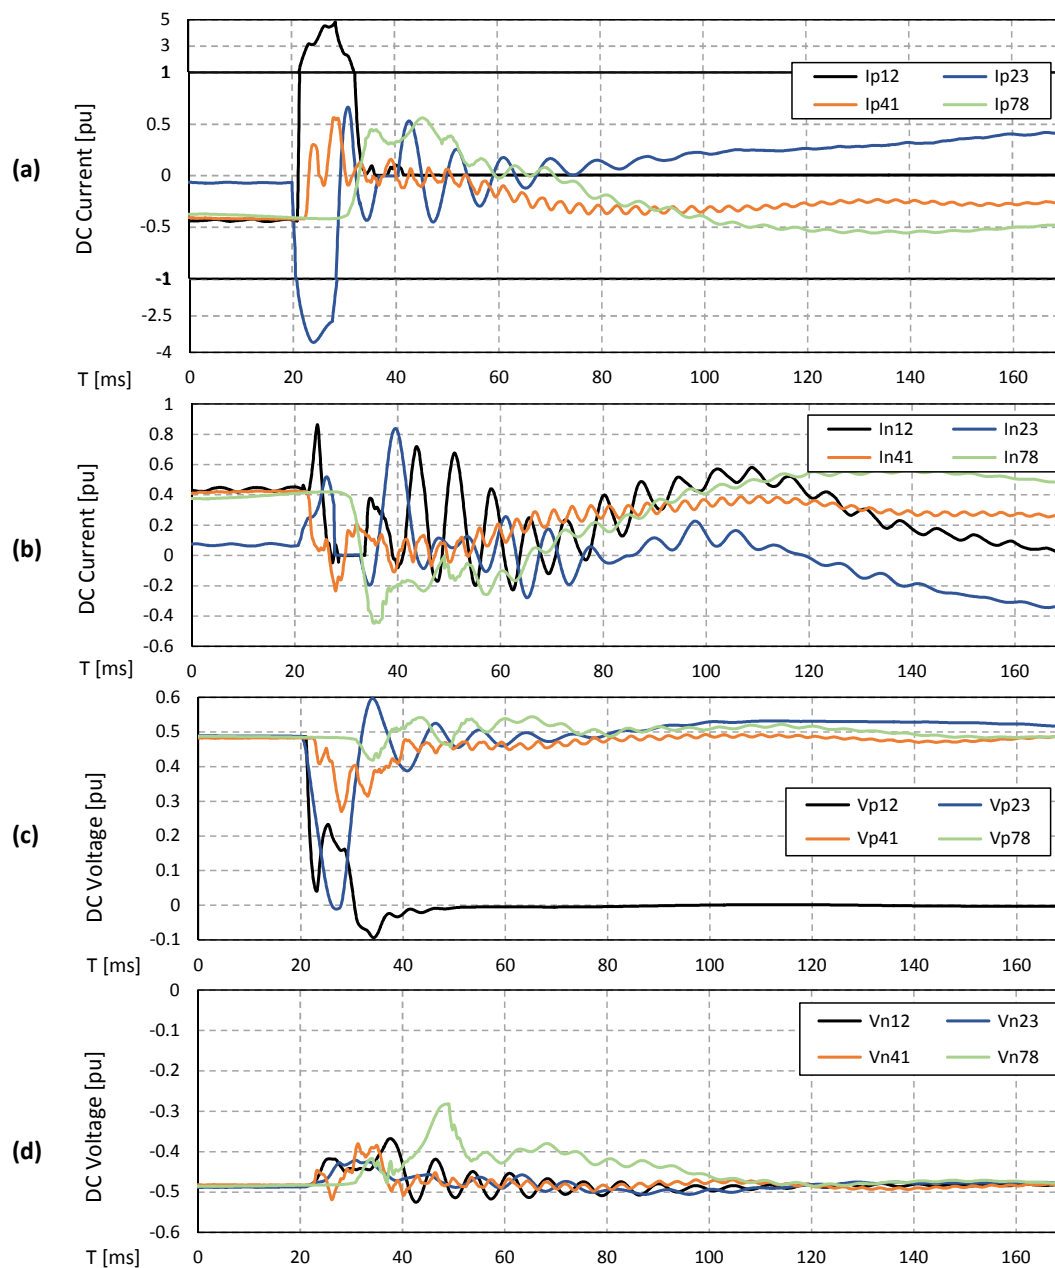 5
3
1
Ip12 Ip23
Ip41 Ip78
0.5
(a)
DC Current [pu]
0
-0.5
-1
-2.5
-4
T [ms] 0 20 40 60 80 100 120 140 160
1
0.8
In12 In23
In41 In78
0.6
0.4
0.2
(b)
DC Current [pu]
0
-0.2
-0.4
-0.6
T [ms] 0 20 40 60 80 100 120 140 160
0.6
0.5
0.4
0.3
Vp12 Vp23
Vp41 Vp78
(c)
DC Voltage [pu]
0.2
0.1
0
-0.1
T [ms] 0 20 40 60 80 100 120 140 160
0
Vn12 Vn23
Vn41 Vn78
-0.1
-0.2
-0.3
(d)
DC Voltage [pu]
-0.4
-0.5
-0.6
T [ms] 0 20 40 60 80 100 120 140 160